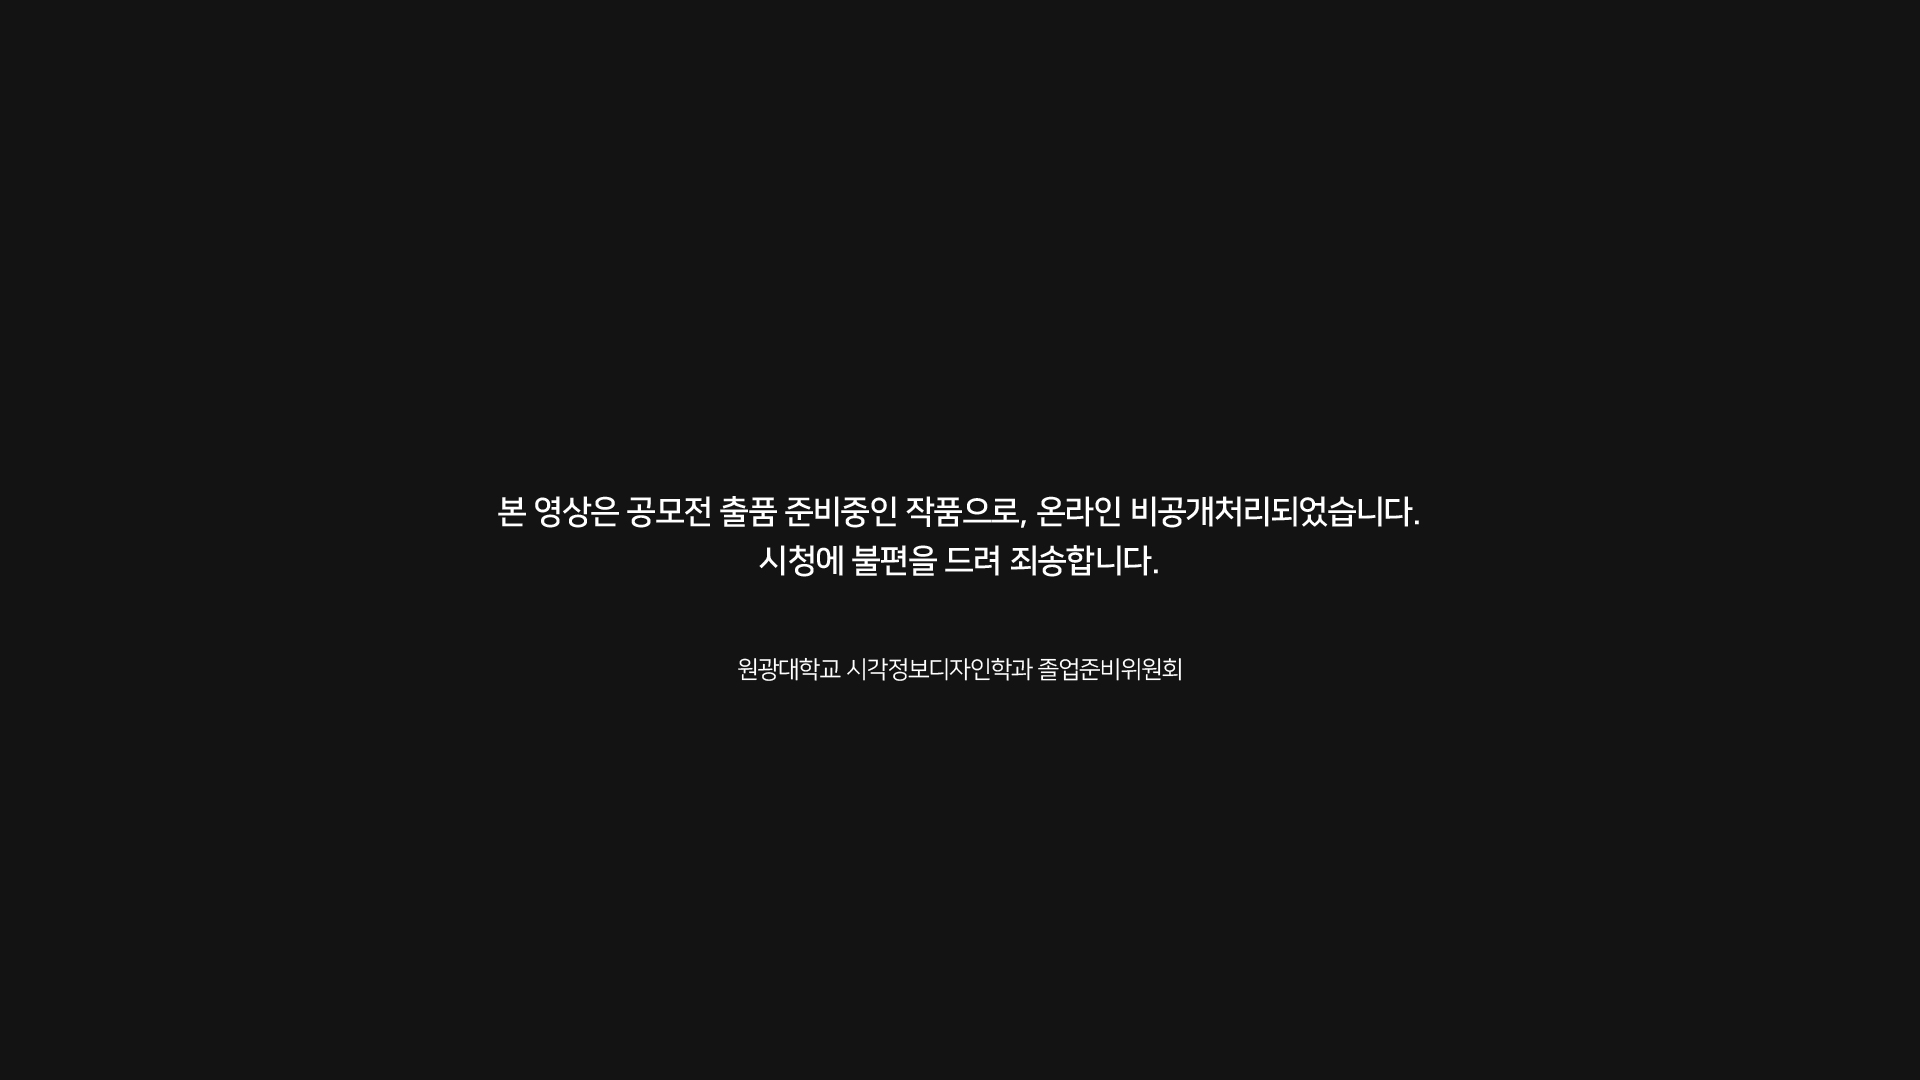 본 영상은 공모전 출품 준비중인 작품으로, 온라인 비공개처리되었습니다.
시청에 불편을 드려 죄송합니다.
원광대학교 시각정보디자인학과 졸업준비위원회